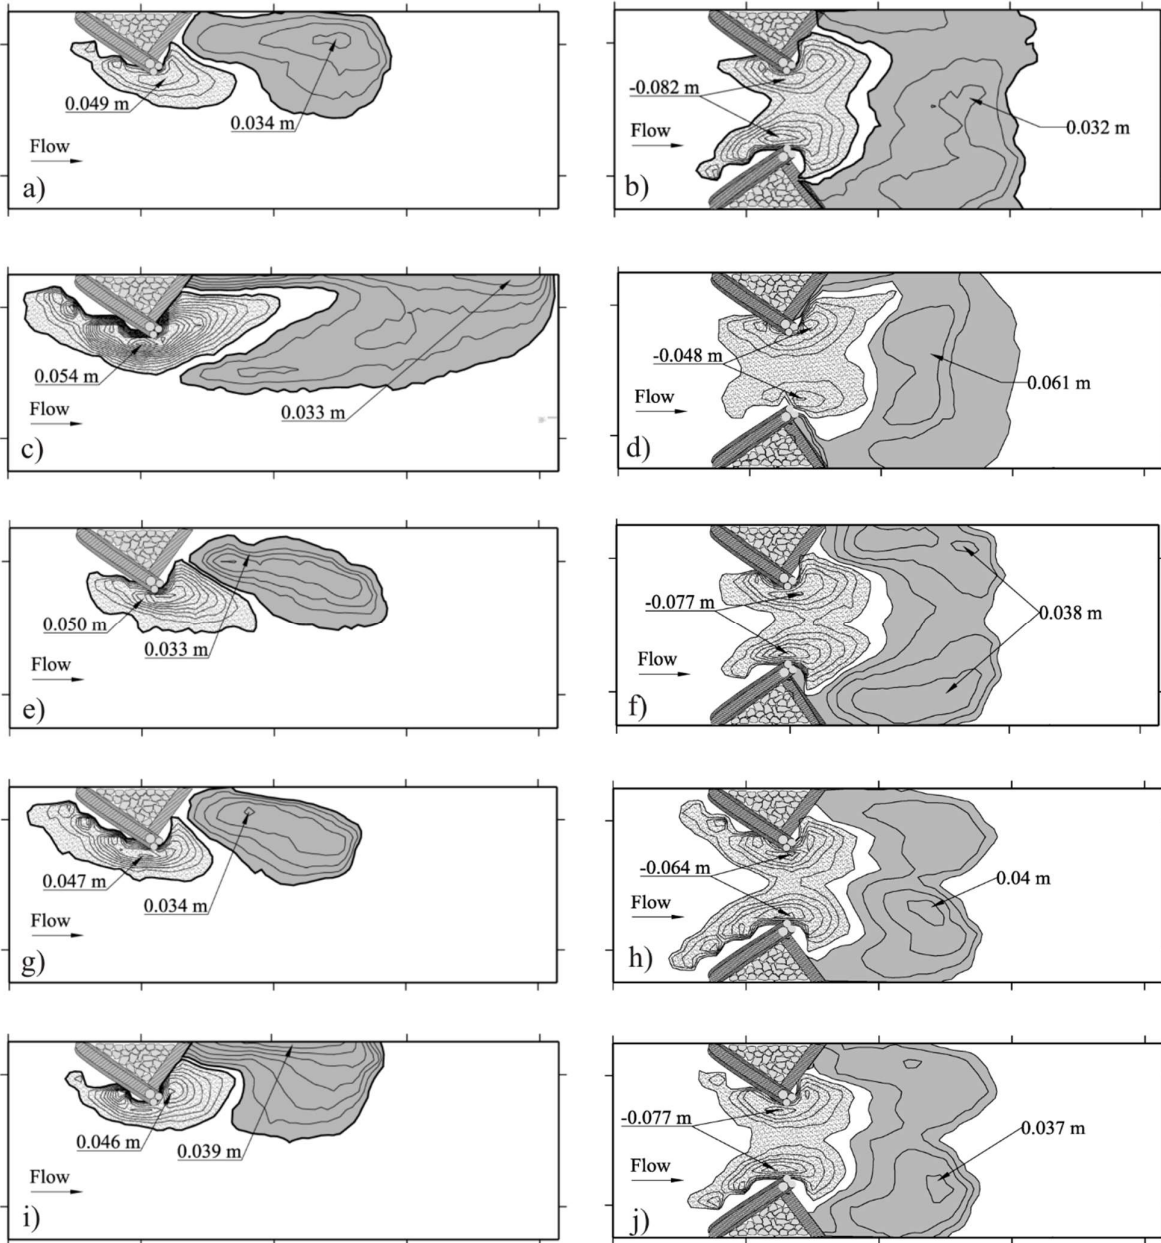 0.049 m
0.034 m
Flow
a)
-0.082 m
0.032 m
Flow
b)
0.054 m
0.033 m
Flow
c)
-0.048 m
0.061 m
Flow
d)
0.050 m
0.033 m
Flow
e)
-0.077 m
0.038 m
Flow
f)
0.047 m
0.034 m
Flow
g)
-0.064 m
0.04 m
Flow
h)
0.046 m
0.039 m
Flow
i)
-0.077 m
0.037 m
Flow
j)